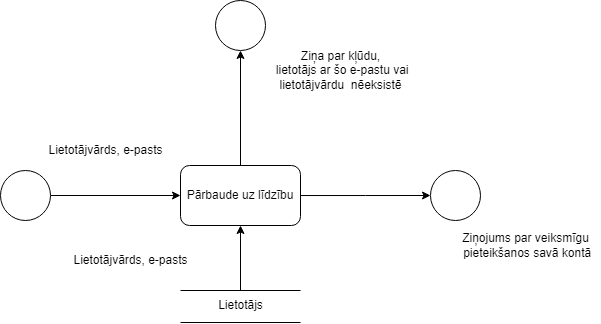 Ziņa par kļūdu,
lietotājs ar šo e-pastu vai
lietotājvārdu nēeksistē
Lietotājvārds, e-pasts
Pārbaude uz līdzību
Ziņojums par veiksmīgu
pieteikšanos savā kontā
Lietotājvārds, e-pasts
Lietotājs